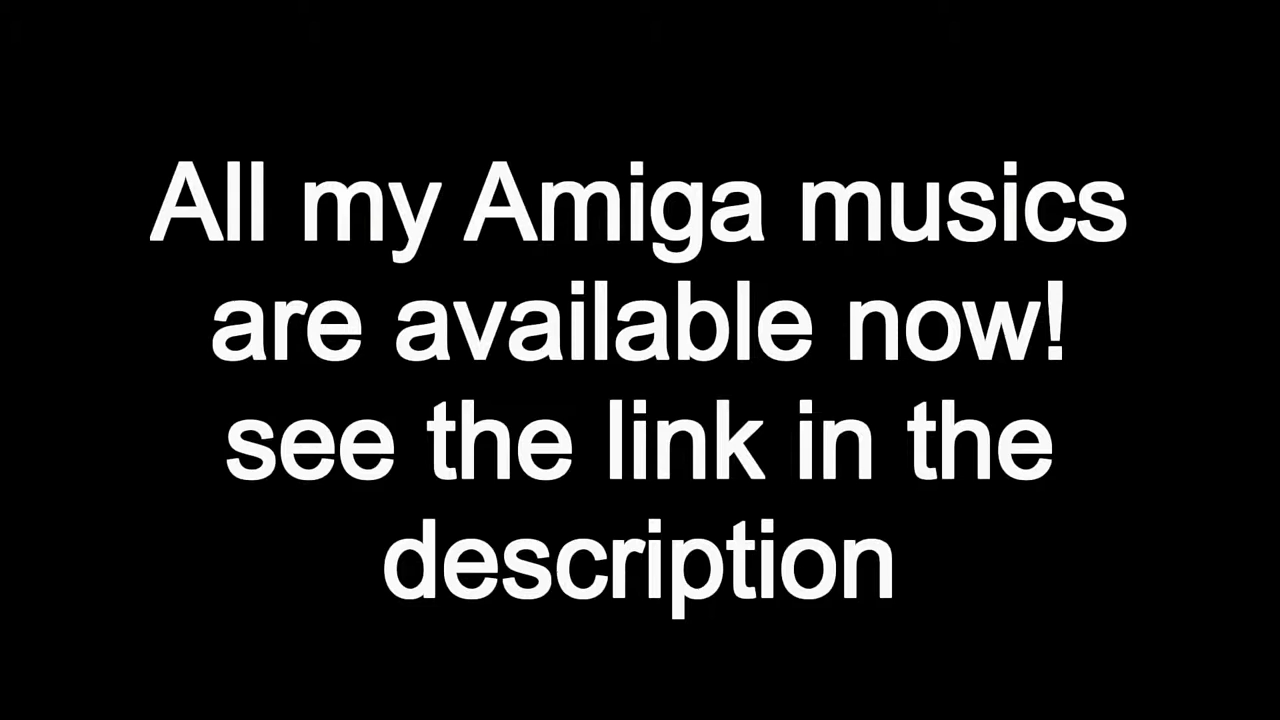 All my Amiga musics
are available now!
see the link in the
description